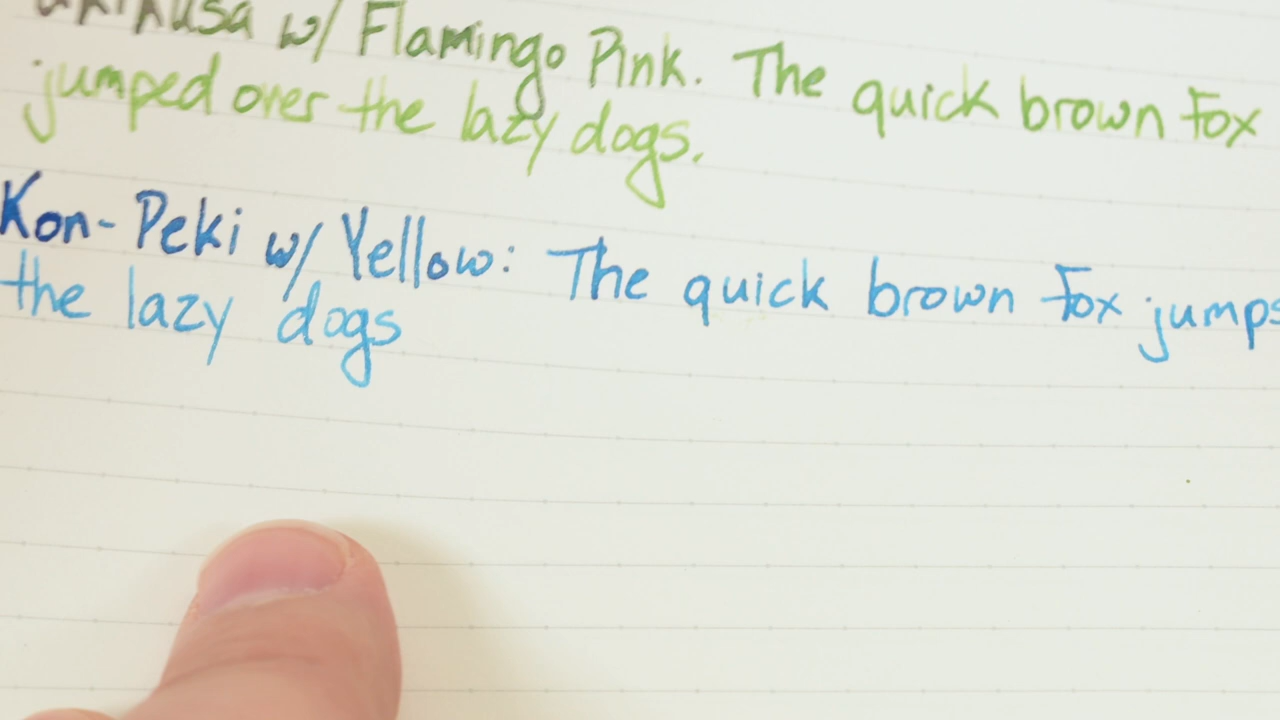 w/ Flamingo Pink. The quick brown fox
jumped over the lazy dogs.
Kon-Peki w/ Yellow: The quick brown fox jumps
the lazy dogs